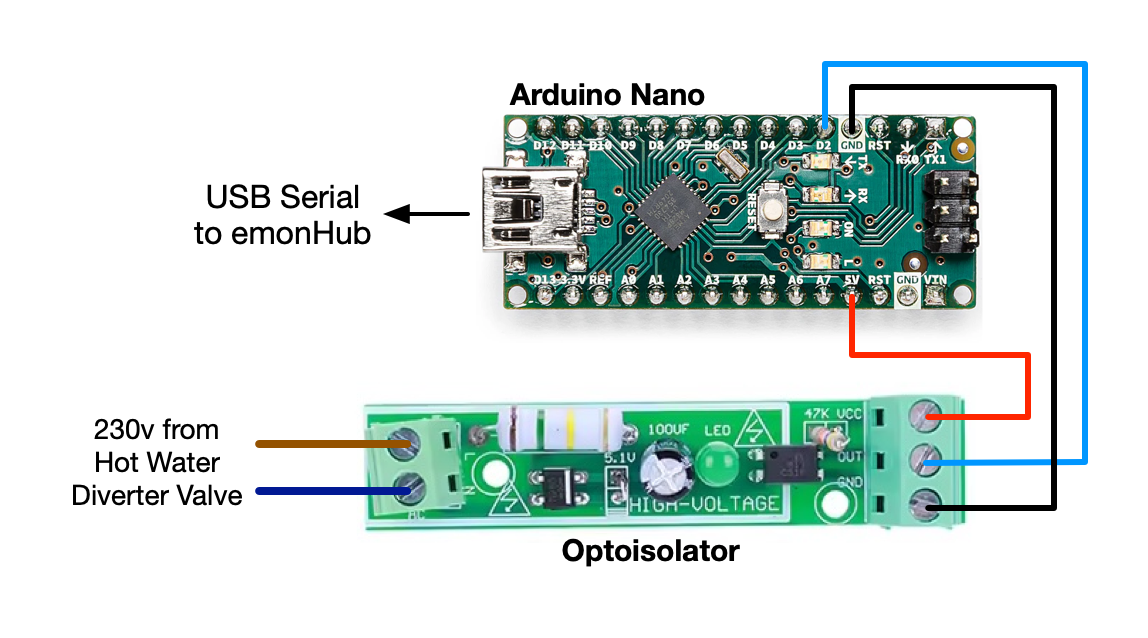 Arduino Nano
D12 D11 D10 D9 D8 D7 D6 D5 D4 D3 D2 GND RST RX0 TX1
TX
RX
ON
L
RESET
D13 3.3V REF A0 A1 A2 A3 A4 A5 A6 A7 5V RST GND VIN
USB Serial
to emonHub
230v from
Hot Water
Diverter Valve
L
N
AC
5.1V
100UF
LED
47K VCC
OUT
GND
HIGH-VOLTAGE
Optoisolator